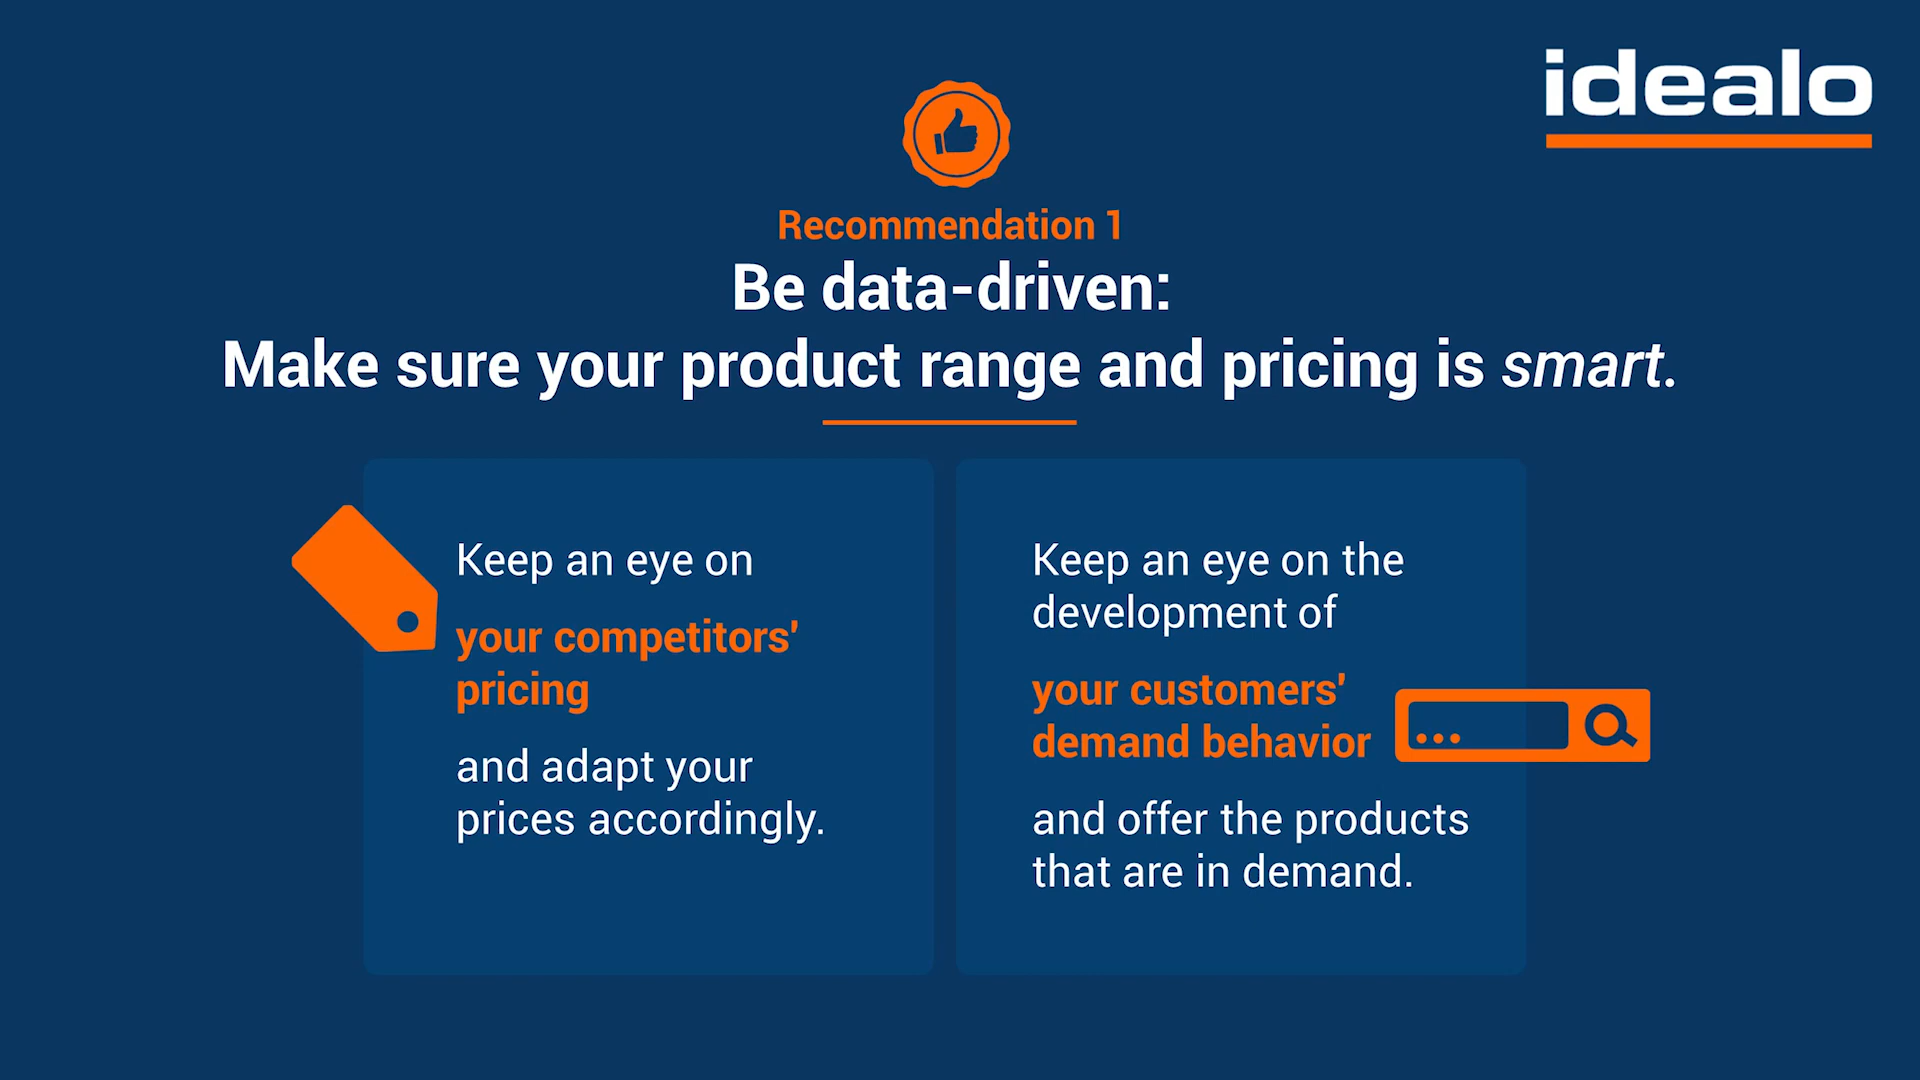 idealo
Recommendation 1
Be data-driven:
Make sure your product range and pricing is smart.
Keep an eye on
your competitors'
pricing
and adapt your
prices accordingly.
Keep an eye on the
development of
your customers'
demand behavior
...
and offer the products
that are in demand.